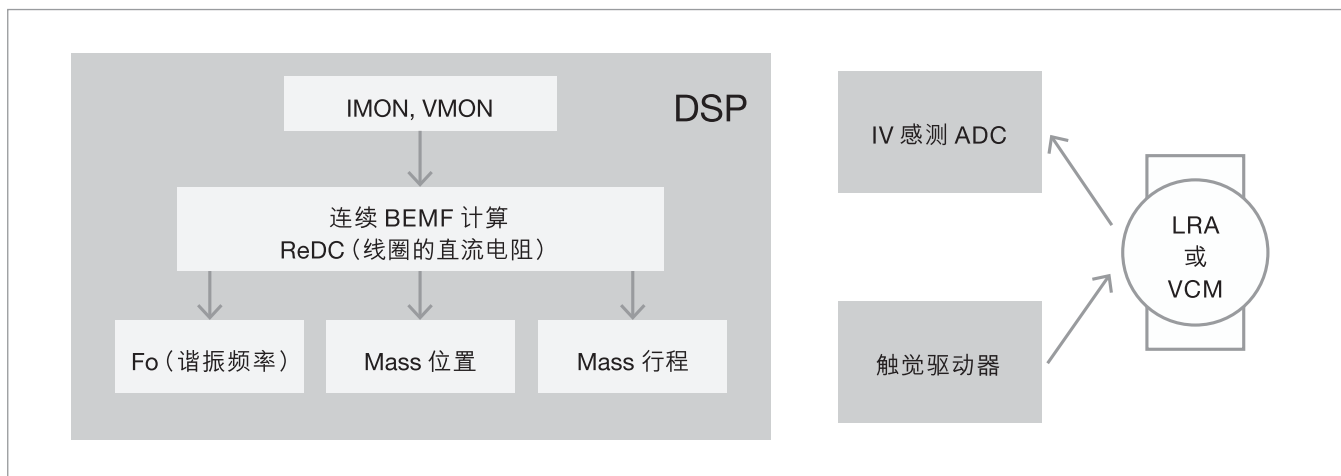 DSP
IMON, VMON
连续 BEMF 计算
ReDC（线圈的直流电阻）
Fo（谐振频率）
Mass 位置
Mass 行程
IV 感测 ADC
触觉驱动器
LRA
或
VCM